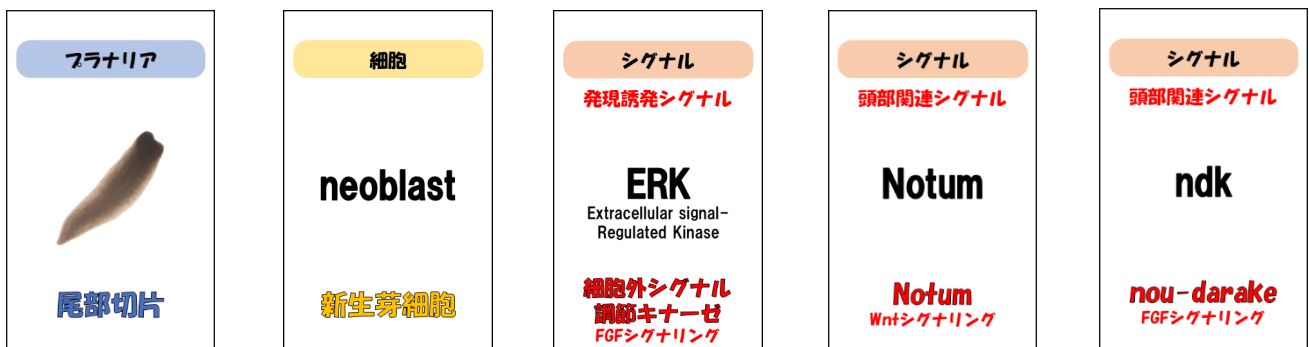 プラナリア
尾部切片
細胞
neoblast
新生芽細胞
シグナル
発現誘発シグナル
ERK
Extracellular signal-
Regulated Kinase
細胞外シグナル
調節キナーゼ
FGFシグナリング
シグナル
頭部関連シグナル
Notum
Notum
Wntシグナリング
シグナル
頭部関連シグナル
ndk
nou-darake
FGFシグナリング